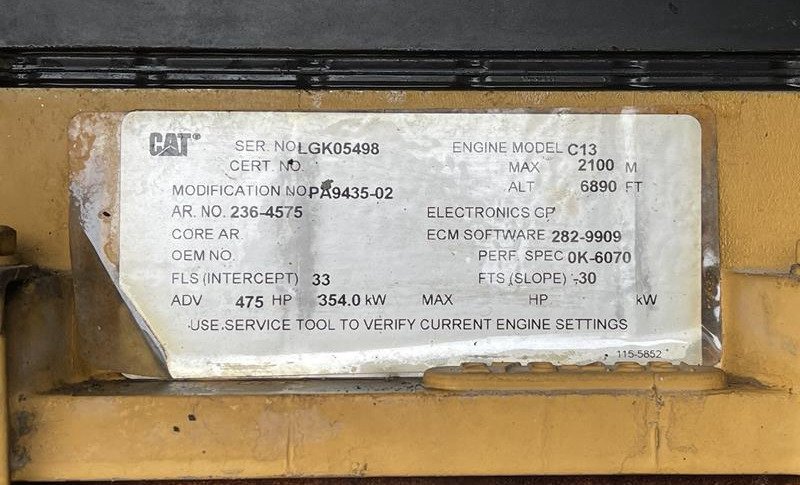 CAT® SER. NO. LGK05498 ENGINE MODEL C13
CERT. NO. MAX 2100 M
MODIFICATION NO. PA9435-02 ALT 6890 FT
AR. NO. 236-4575 ELECTRONICS GP
CORE AR. ECM SOFTWARE 282-9909
OEM NO. PERF. SPEC 0K-6070
FLS (INTERCEPT) 33 FTS (SLOPE) -30
ADV 475 HP 354.0 kW MAX HP kW
USE SERVICE TOOL TO VERIFY CURRENT ENGINE SETTINGS
115-5852